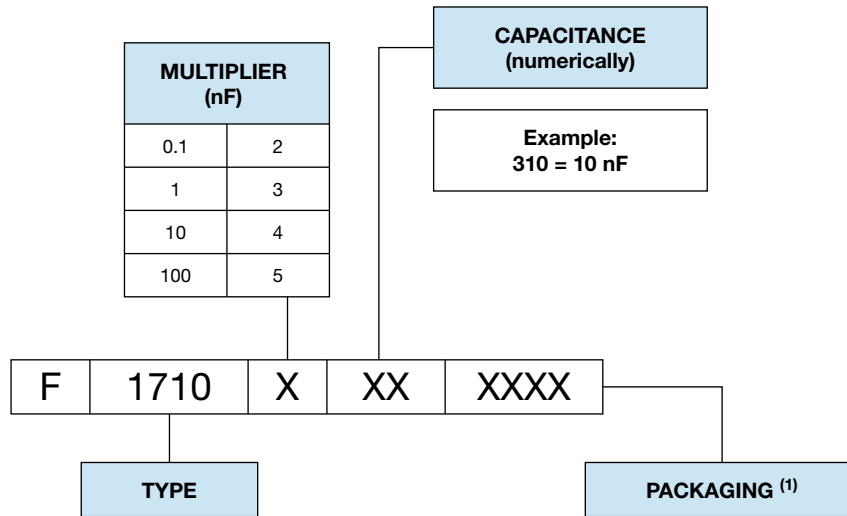 CAPACITANCE
(numerically)
MULTIPLIER
(nF)
Example:
310 = 10 nF
0.1 2
1 3
10 4
100 5
F 1710 X XX XXXX
TYPE
PACKAGING (1)